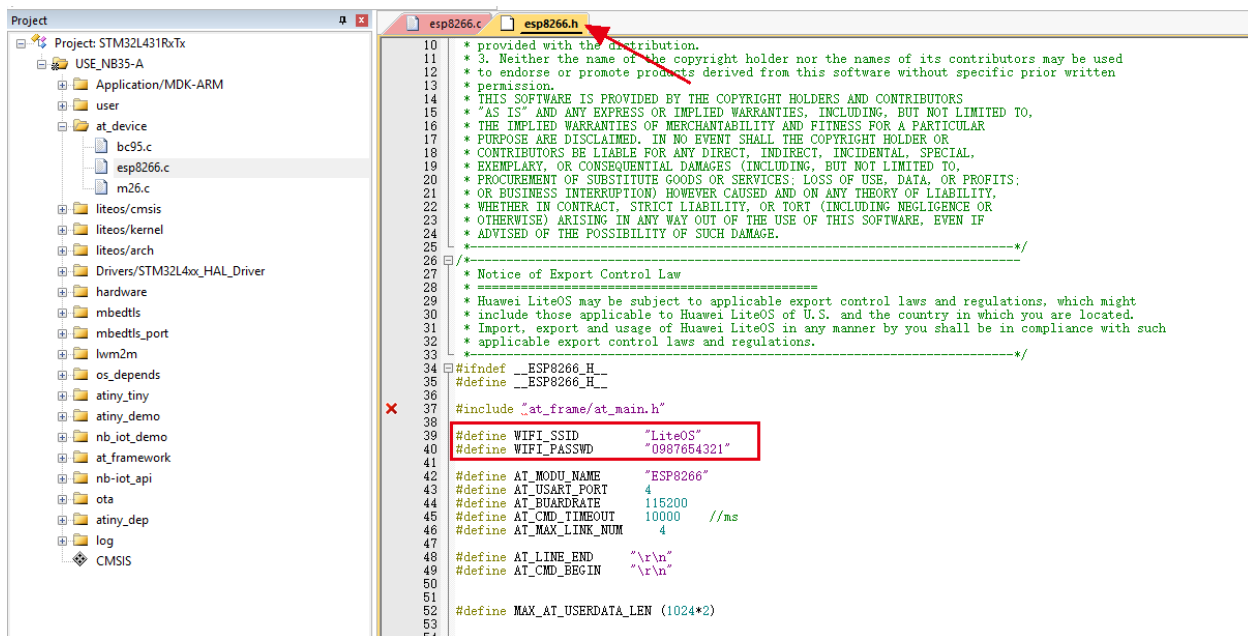 Project
Project: STM32L431RxTx
USE_NB35-A
Application/MDK-ARM
user
at_device
bc95.c
esp8266.c
m26.c
liteos/cmsis
liteos/kernel
liteos/arch
Drivers/STM32L4xx_HAL_Driver
hardware
mbedtls
mbedtls_port
lwm2m
os_depends
atiny_tiny
atiny_demo
nb_iot_demo
at_framework
nb-iot_api
ota
atiny_dep
log
CMSIS
esp8266.c
esp8266.h
10 * provided with the distribution.
11 * 3. Neither the name of the copyright holder nor the names of its contributors may be used
12 * to endorse or promote products derived from this software without specific prior written
13 * permission.
14 * THIS SOFTWARE IS PROVIDED BY THE COPYRIGHT HOLDERS AND CONTRIBUTORS
15 * "AS IS" AND ANY EXPRESS OR IMPLIED WARRANTIES, INCLUDING, BUT NOT LIMITED TO,
16 * THE IMPLIED WARRANTIES OF MERCHANTABILITY AND FITNESS FOR A PARTICULAR
17 * PURPOSE ARE DISCLAIMED. IN NO EVENT SHALL THE COPYRIGHT HOLDER OR
18 * CONTRIBUTORS BE LIABLE FOR ANY DIRECT, INDIRECT, INCIDENTAL, SPECIAL,
19 * EXEMPLARY, OR CONSEQUENTIAL DAMAGES (INCLUDING, BUT NOT LIMITED TO,
20 * PROCUREMENT OF SUBSTITUTE GOODS OR SERVICES; LOSS OF USE, DATA, OR PROFITS;
21 * OR BUSINESS INTERRUPTION) HOWEVER CAUSED AND ON ANY THEORY OF LIABILITY,
22 * WHETHER IN CONTRACT, STRICT LIABILITY, OR TORT (INCLUDING NEGLIGENCE OR
23 * OTHERWISE) ARISING IN ANY WAY OUT OF THE USE OF THIS SOFTWARE, EVEN IF
24 * ADVISED OF THE POSSIBILITY OF SUCH DAMAGE.
25 *---------------------------------------------------------------------------*/
26 /*----------------------------------------------------------------------------
27 * Notice of Export Control Law
28 * ===============================================
29 * Huawei LiteOS may be subject to applicable export control laws and regulations, which might
30 * include those applicable to Huawei LiteOS of U.S. and the country in which you are located.
31 * Import, export and usage of Huawei LiteOS in any manner by you shall be in compliance with such
32 * applicable export control laws and regulations.
33 *---------------------------------------------------------------------------*/
34 #ifndef __ESP8266_H__
35 #define __ESP8266_H__
36
37 #include "at_frame/at_main.h"
38
39 #define WIFI_SSID "LiteOS"
40 #define WIFI_PASSWD "0987654321"
41
42 #define AT_MODU_NAME "ESP8266"
43 #define AT_USART_PORT 4
44 #define AT_BUARDRATE 115200
45 #define AT_CMD_TIMEOUT 10000 //ms
46 #define AT_MAX_LINK_NUM 4
47
48 #define AT_LINE_END "\r\n"
49 #define AT_CMD_BEGIN "\r\n"
50
51
52 #define MAX_AT_USERDATA_LEN (1024*2)
53